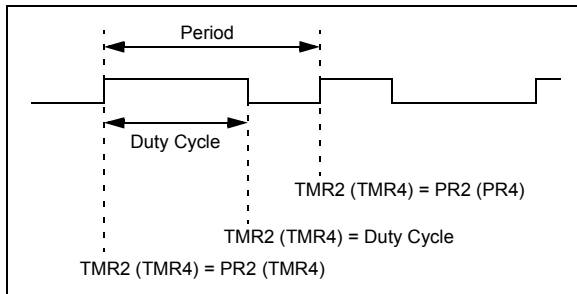 Period
Duty Cycle
TMR2 (TMR4) = PR2 (PR4)
TMR2 (TMR4) = Duty Cycle
TMR2 (TMR4) = PR2 (TMR4)